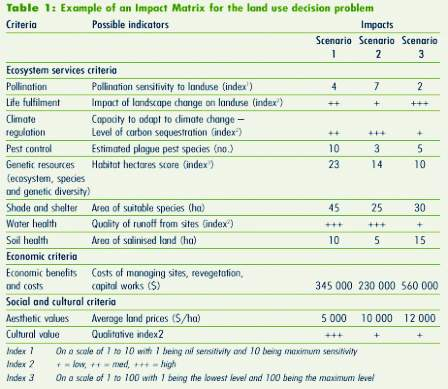 Table 1: Example of an Impact Matrix for the land use decision problem
Criteria Possible indicators Impacts
Scenario Scenario Scenario
1 2 3
Ecosystem services criteria
Pollination Pollination sensitivity to landuse (index¹) 4 7 2
Life fulfilment Impact of landscape change on landuse (index²) ++ + +++
Climate Capacity to adapt to climate change –
regulation Level of carbon sequestration (index²) ++ +++ +
Pest control Estimated plague pest species (no.) 10 3 5
Genetic resources Habitat hectares score (index³) 23 14 10
(ecosystem, species
and genetic diversity)
Shade and shelter Area of suitable species (ha) 45 25 30
Water health Quality of runoff from sites (index²) +++ +++ +
Soil health Area of salinised land (ha) 10 5 15
Economic criteria
Economic benefits Costs of managing sites, revegetation,
and costs capital works ($) 345 000 230 000 560 000
Social and cultural criteria
Aesthetic values Average land prices ($/ha) 5 000 10 000 12 000
Cultural value Qualitative index2 +++ + +
Index 1 On a scale of 1 to 10 with 1 being nil sensitivity and 10 being maximum sensitivity
Index 2 + = low, ++ = med, +++ = high
Index 3 On a scale of 1 to 100 with 1 being the lowest level and 100 being the maximum level